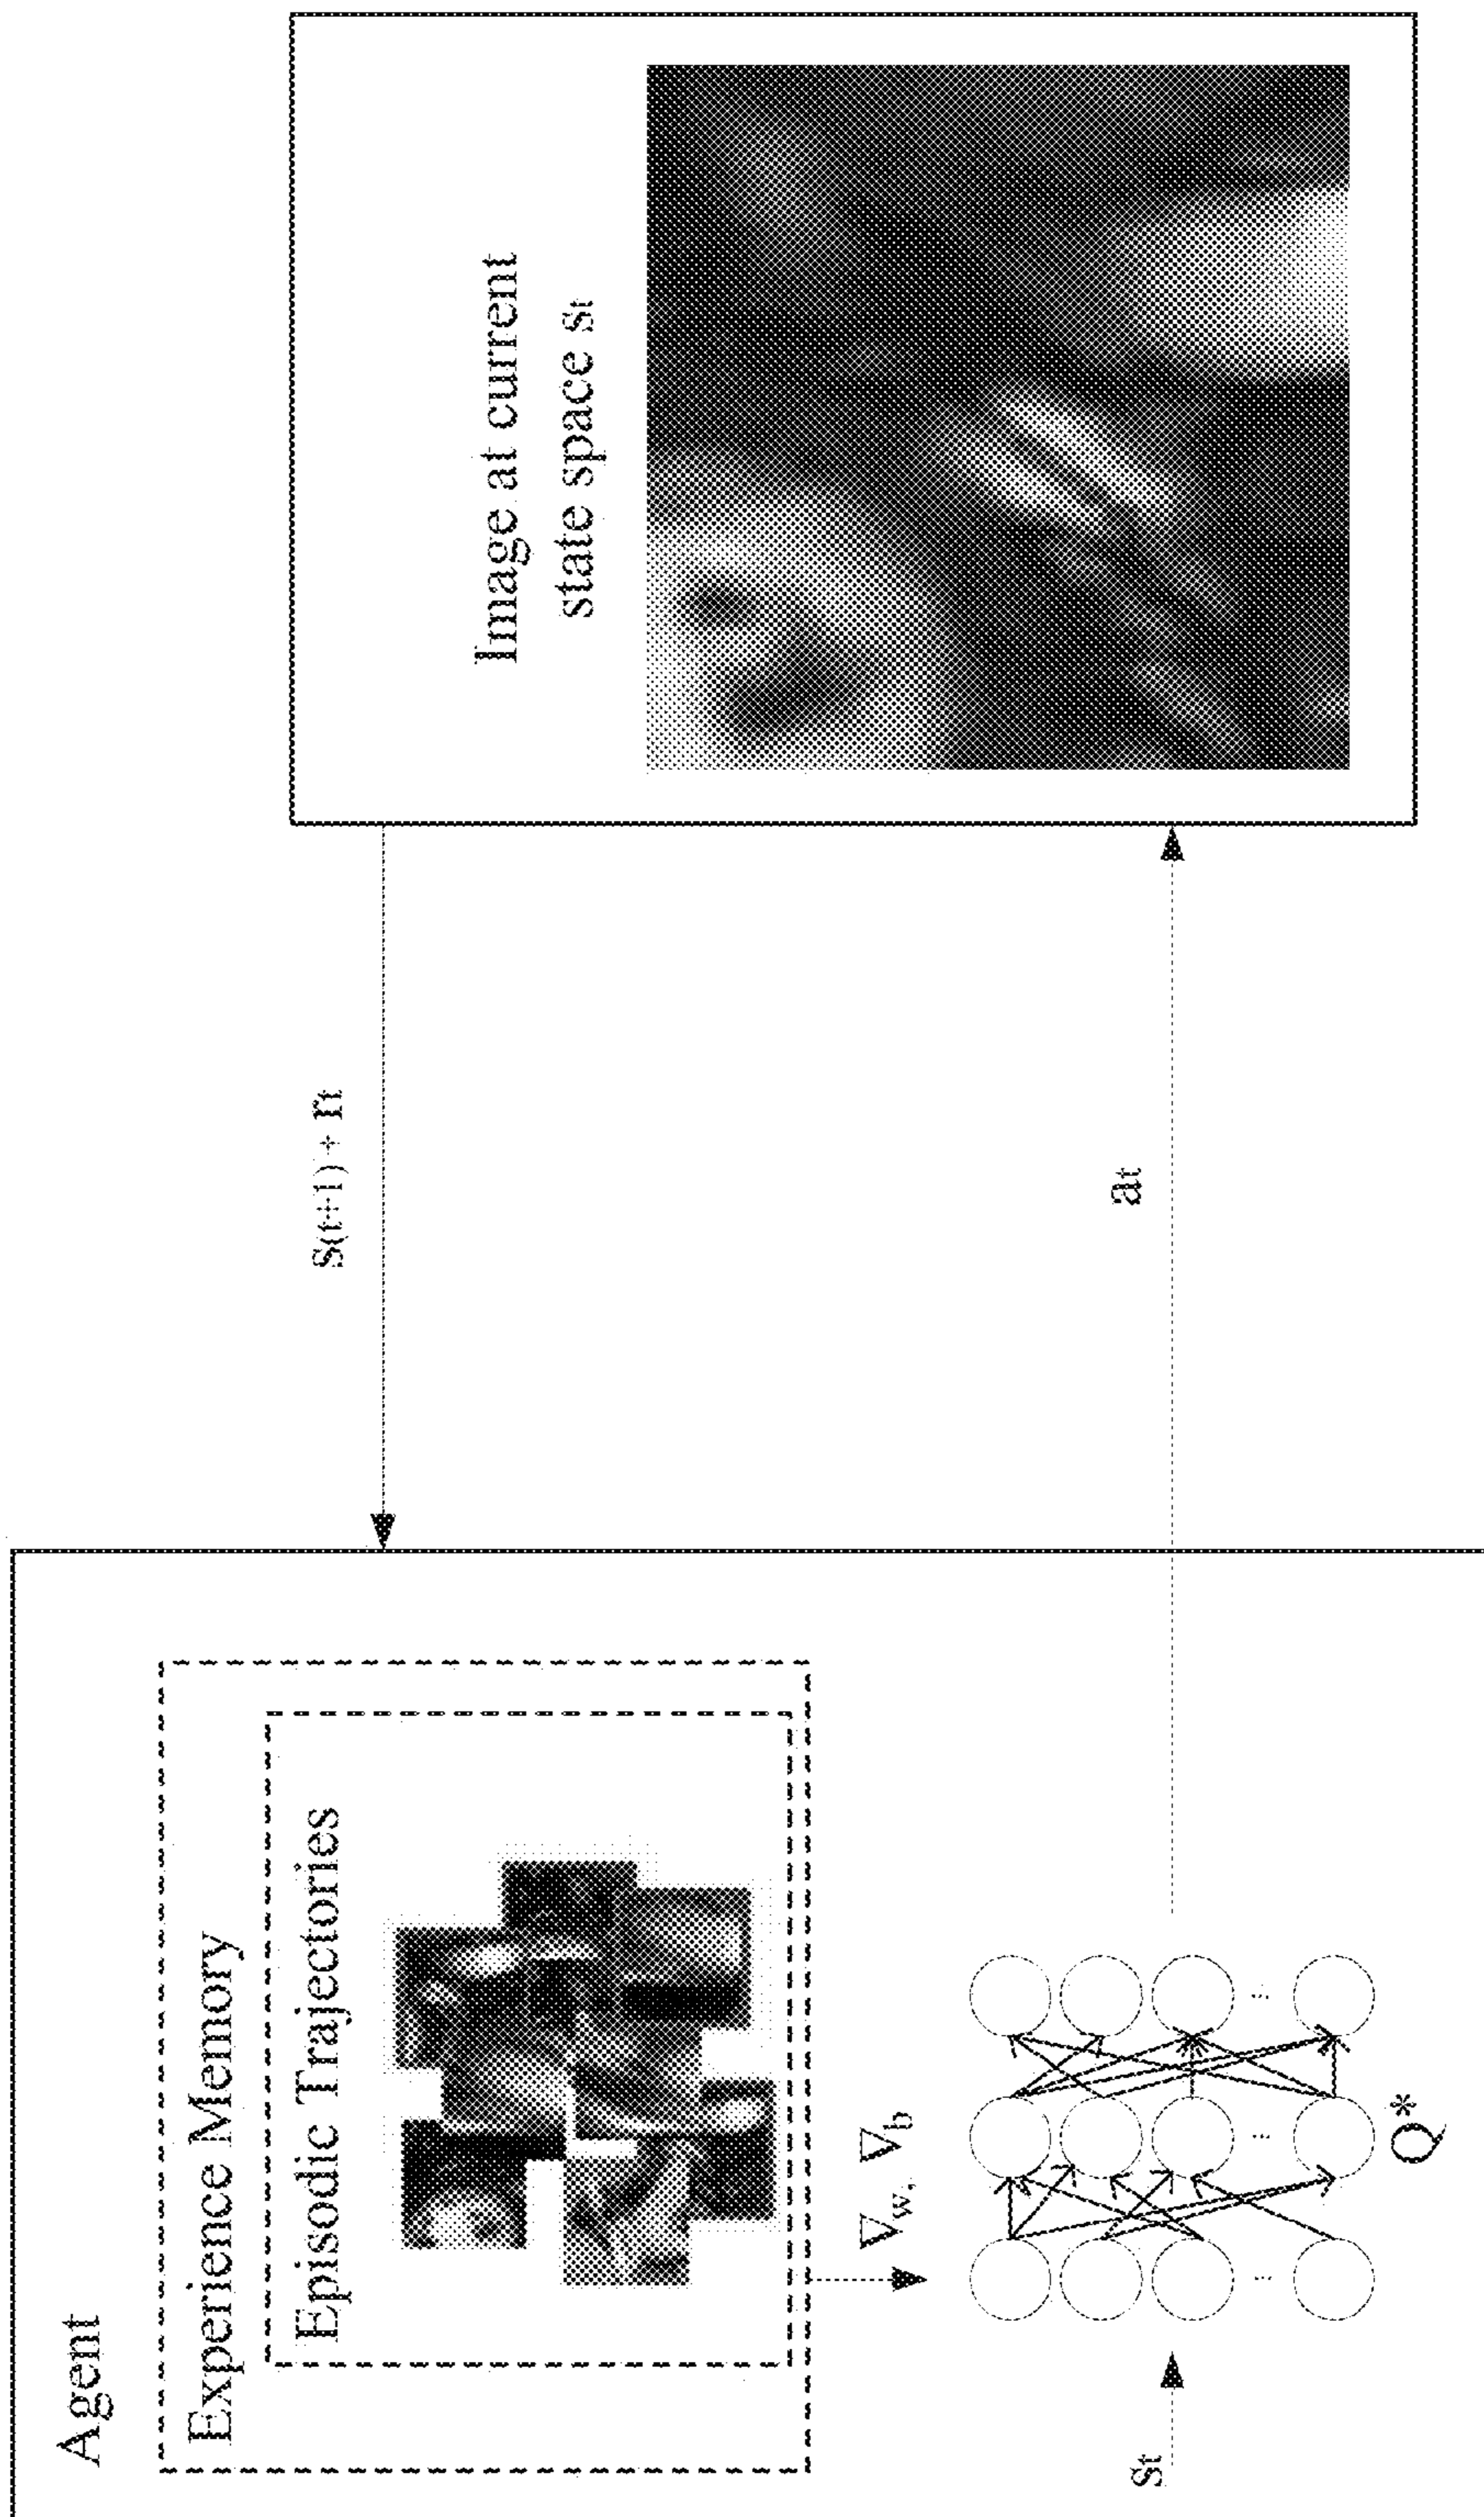 Agent
Experience Memory
Episodic Trajectories
∇w, ∇b
st
Q*
s(t+1) + rt
at
Image at current
state space st